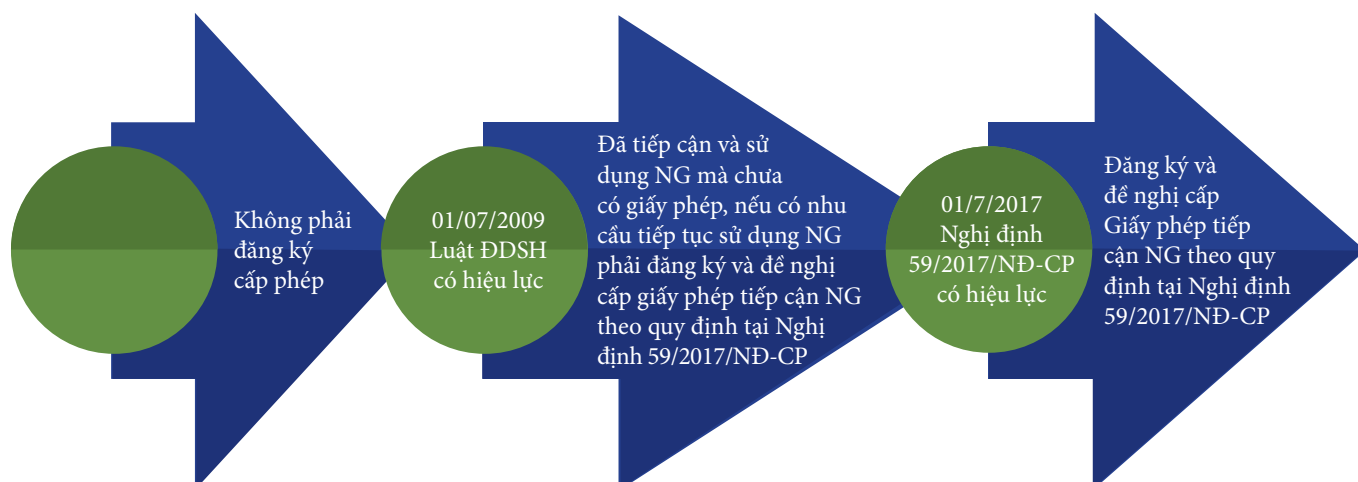 Không phải
đăng ký
cấp phép
01/07/2009
Luật ĐDSH
có hiệu lực
Đã tiếp cận và sử
dụng NG mà chưa
có giấy phép, nếu có nhu
cầu tiếp tục sử dụng NG
phải đăng ký và đề nghị
cấp giấy phép tiếp cận NG
theo quy định tại Nghị
định 59/2017/NĐ-CP
01/7/2017
Nghị định
59/2017/NĐ-CP
có hiệu lực
Đăng ký và
đề nghị cấp
Giấy phép tiếp
cận NG theo quy
định tại Nghị định
59/2017/NĐ-CP